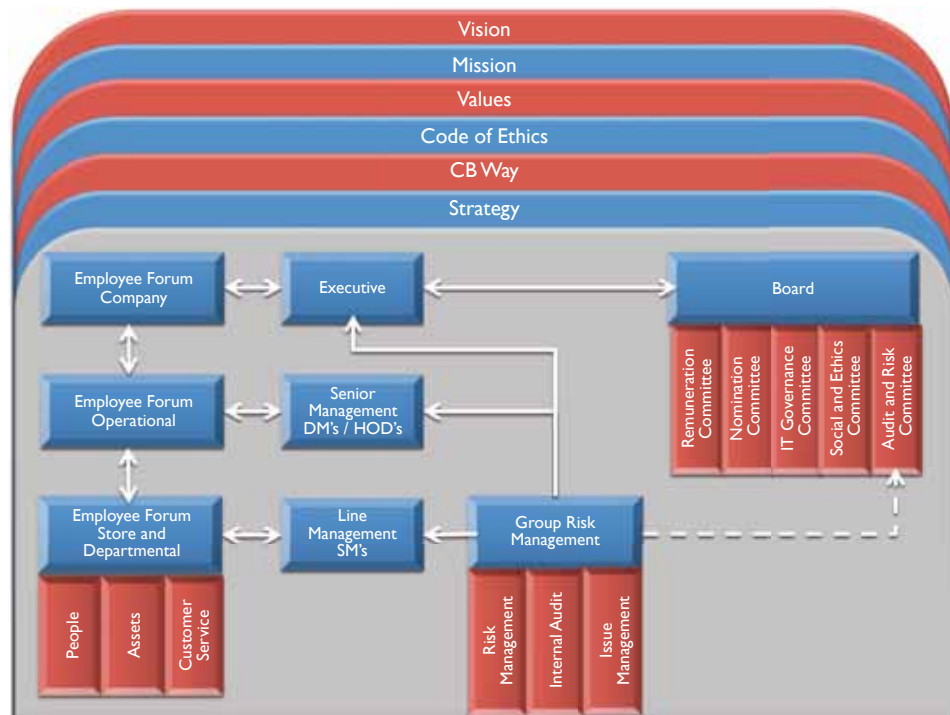 Vision
Mission
Values
Code of Ethics
CB Way
Strategy
Employee Forum
Company
Executive
Board
Remuneration
Committee
Nomination
Committee
IT Governance
Committee
Social and Ethics
Committee
Audit and Risk
Committee
Employee Forum
Operational
Senior
Management
DM's / HOD's
Employee Forum
Store and
Departmental
Line
Management
SM's
Group Risk
Management
People
Assets
Customer
Service
Risk
Management
Internal Audit
Issue
Management